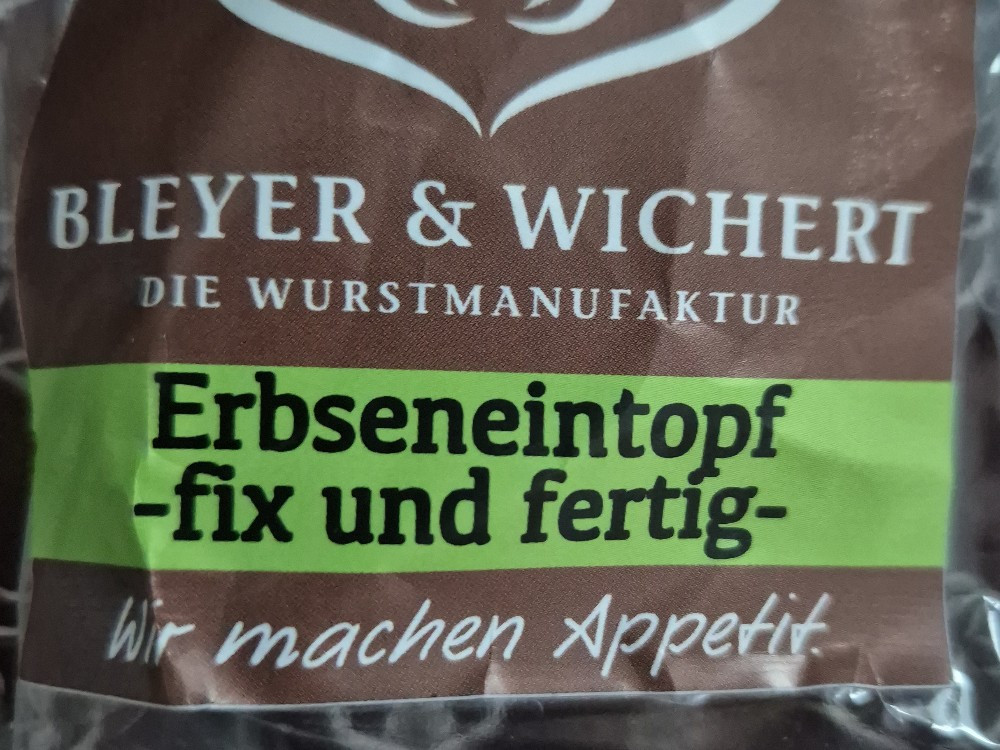 BLEYER & WICHERT
DIE WURSTMANUFAKTUR
Erbseneintopf
-fix und fertig-
Wir machen Appetit.